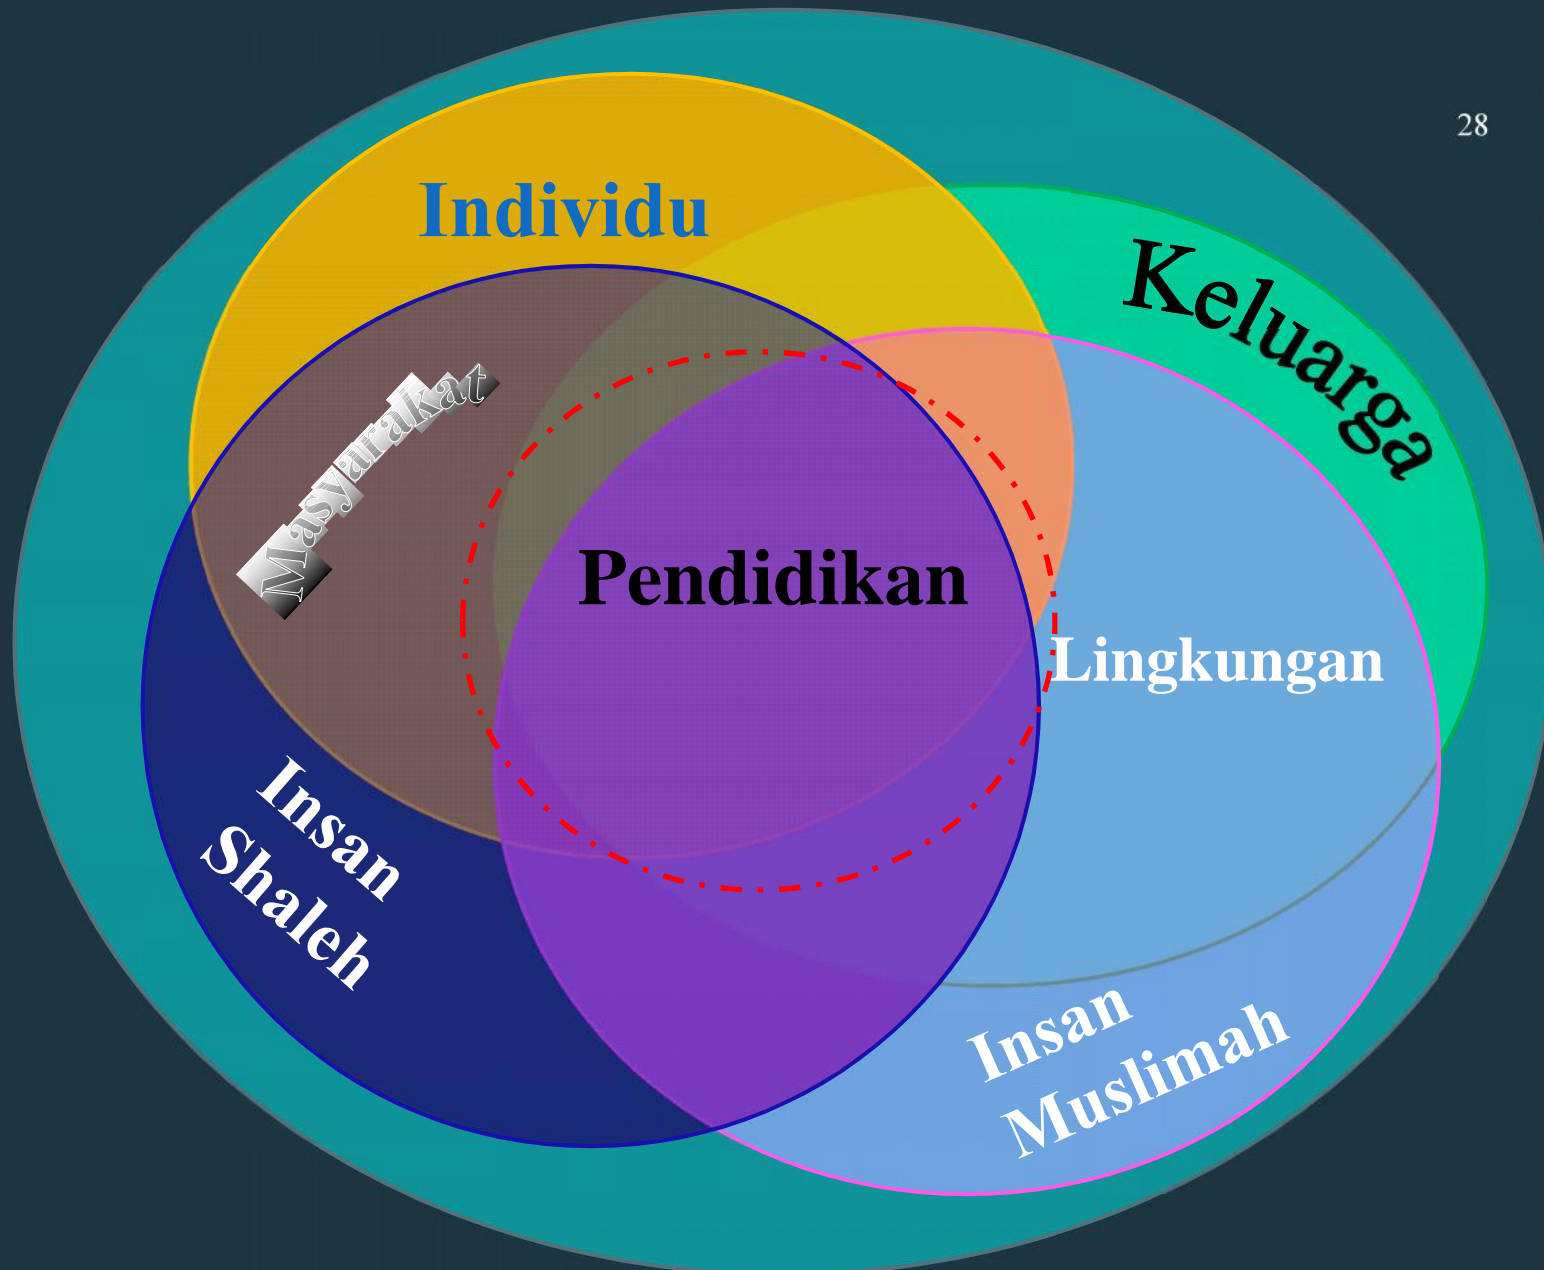 28
Individu
Keluarga
Masyarakat
Pendidikan
Lingkungan
Insan
Shaleh
Insan
Muslimah